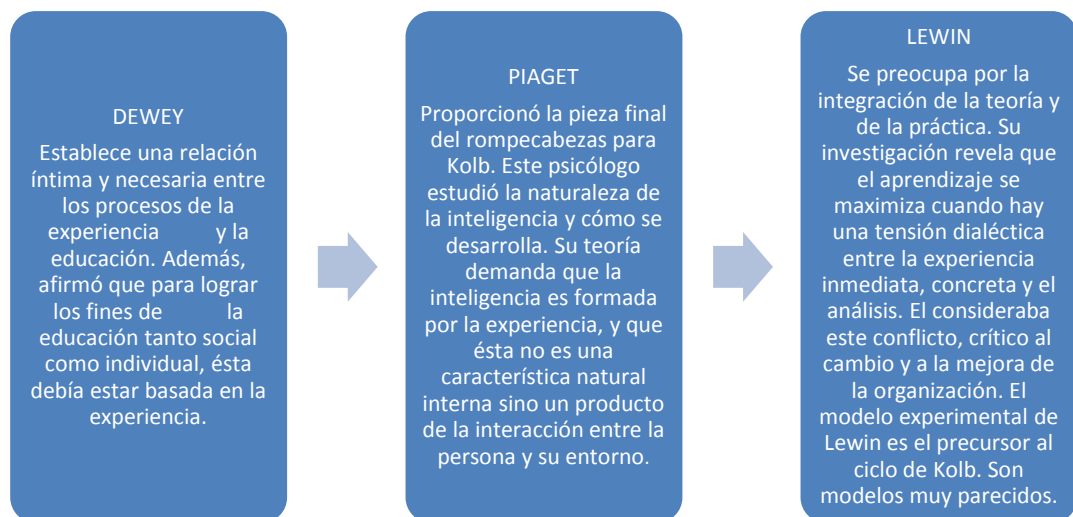 DEWEY
Establece una relación
íntima y necesaria entre
los procesos de la
experiencia y la
educación. Además,
afirmó que para lograr
los fines de la
educación tanto social
como individual, ésta
debía estar basada en la
experiencia.
PIAGET
Proporcionó la pieza final
del rompecabezas para
Kolb. Este psicólogo
estudió la naturaleza de
la inteligencia y cómo se
desarrolla. Su teoría
demanda que la
inteligencia es formada
por la experiencia, y que
ésta no es una
característica natural
interna sino un producto
de la interacción entre la
persona y su entorno.
LEWIN
Se preocupa por la
integración de la teoría y
de la práctica. Su
investigación revela que
el aprendizaje se
maximiza cuando hay
una tensión dialéctica
entre la experiencia
inmediata, concreta y el
análisis. El consideraba
este conflicto, crítico al
cambio y a la mejora de
la organización. El
modelo experimental de
Lewin es el precursor al
ciclo de Kolb. Son
modelos muy parecidos.